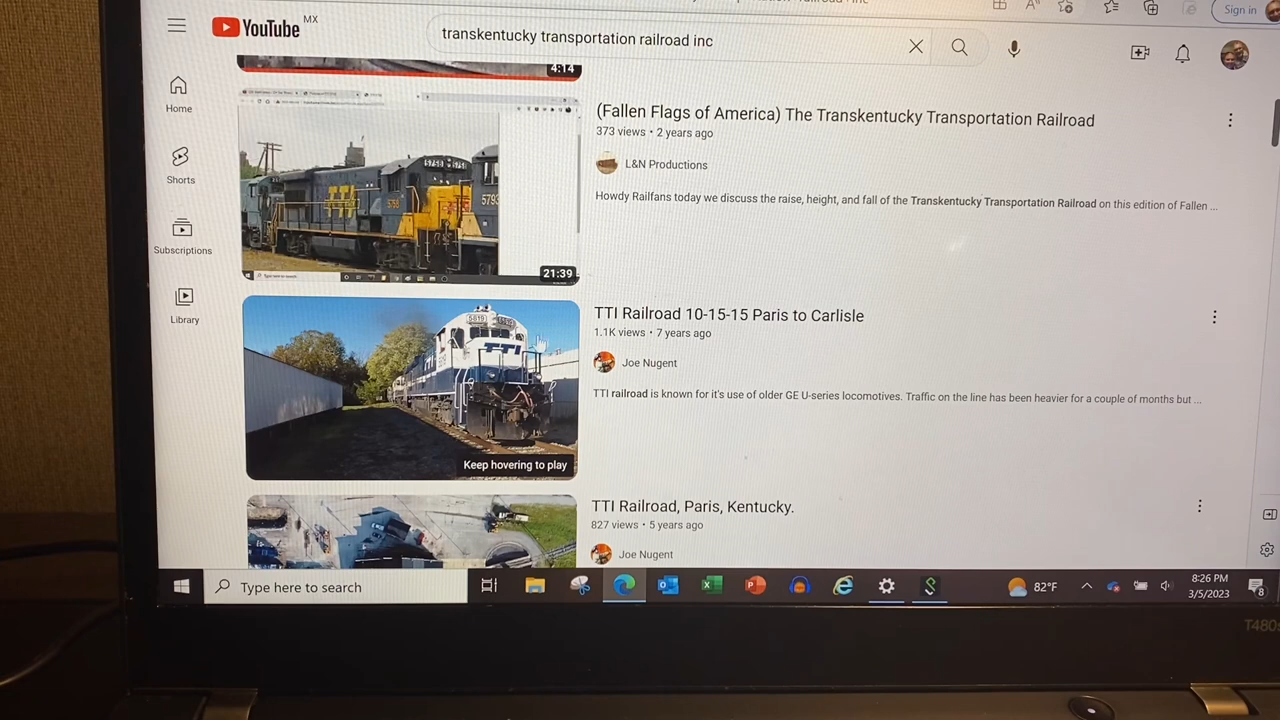 Sign in
YouTube MX
transkentucky transportation railroad inc
4:14
Home
Shorts
Subscriptions
Library
5758
5758
21:39
(Fallen Flags of America) The Transkentucky Transportation Railroad
373 views • 2 years ago
L&N Productions
Howdy Railfans today we discuss the raise, height, and fall of the Transkentucky Transportation Railroad on this edition of Fallen ...
TTI
Keep hovering to play
TTI Railroad 10-15-15 Paris to Carlisle
1.1K views • 7 years ago
Joe Nugent
TTI railroad is known for it's use of older GE U-series locomotives. Traffic on the line has been heavier for a couple of months but ...
TTI Railroad, Paris, Kentucky.
827 views • 5 years ago
Joe Nugent
Type here to search
82°F
8:26 PM
3/5/2023
8
T480s